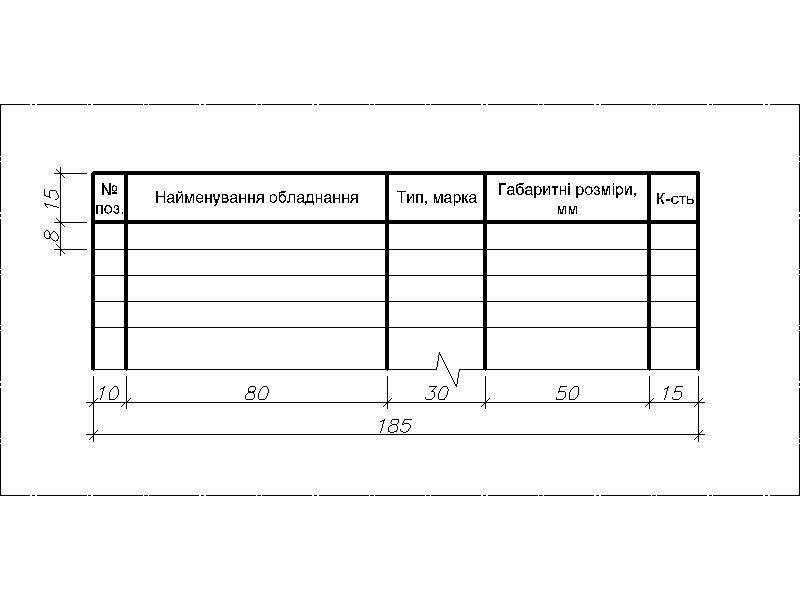 № поз.
Найменування обладнання
Тип, марка
Габаритні розміри,
мм
К-сть
15
8
10
80
30
50
15
185